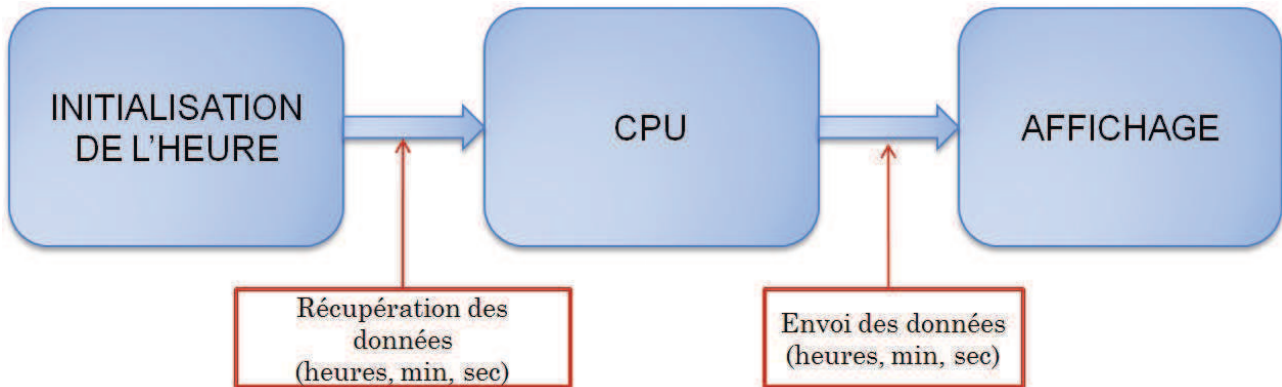 INITIALISATION
DE L'HEURE
CPU
AFFICHAGE
Récupération des
données
(heures, min, sec)
Envoi des données
(heures, min, sec)